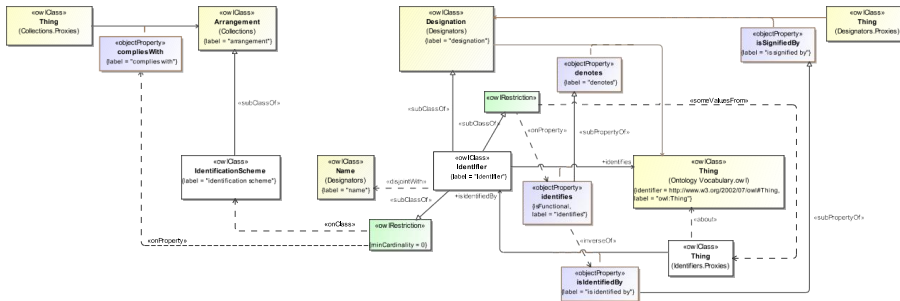 «owlClass»
Thing
(Collections.Proxies)
«owlClass»
Arrangement
(Collections)
{label = "arrangement"}
«objectProperty»
compliesWith
{label = "complies with"}
«owlClass»
Designation
(Designators)
{label = "designation"}
«objectProperty»
isSignifiedBy
{label = "is signified by"}
«owlClass»
Thing
(Designators.Proxies)
«objectProperty»
denotes
{label = "denotes"}
«owlRestriction»
«someValuesFrom»
«subClassOf»
«subClassOf»
«subClassOf»
«onProperty»
«subPropertyOf»
«owlClass»
IdentificationScheme
{label = "identification scheme"}
«owlClass»
Name
(Designators)
{label = "name"}
«disjointWith»
«owlClass»
Identifier
{label = "identifier"}
+identifies
«owlClass»
Thing
(Ontology Vocabulary.owl)
{identifier = http://www.w3.org/2002/07/owl#Thing,
label = "owl:Thing"}
«subClassOf»
+isIdentifiedBy
«objectProperty»
identifies
{isFunctional,
label = "identifies"}
«owlRestriction»
{minCardinality = 0}
«onClass»
«onProperty»
«about»
«subPropertyOf»
«inverseOf»
«owlClass»
Thing
(Identifiers.Proxies)
«objectProperty»
isIdentifiedBy
{label = "is identified by"}